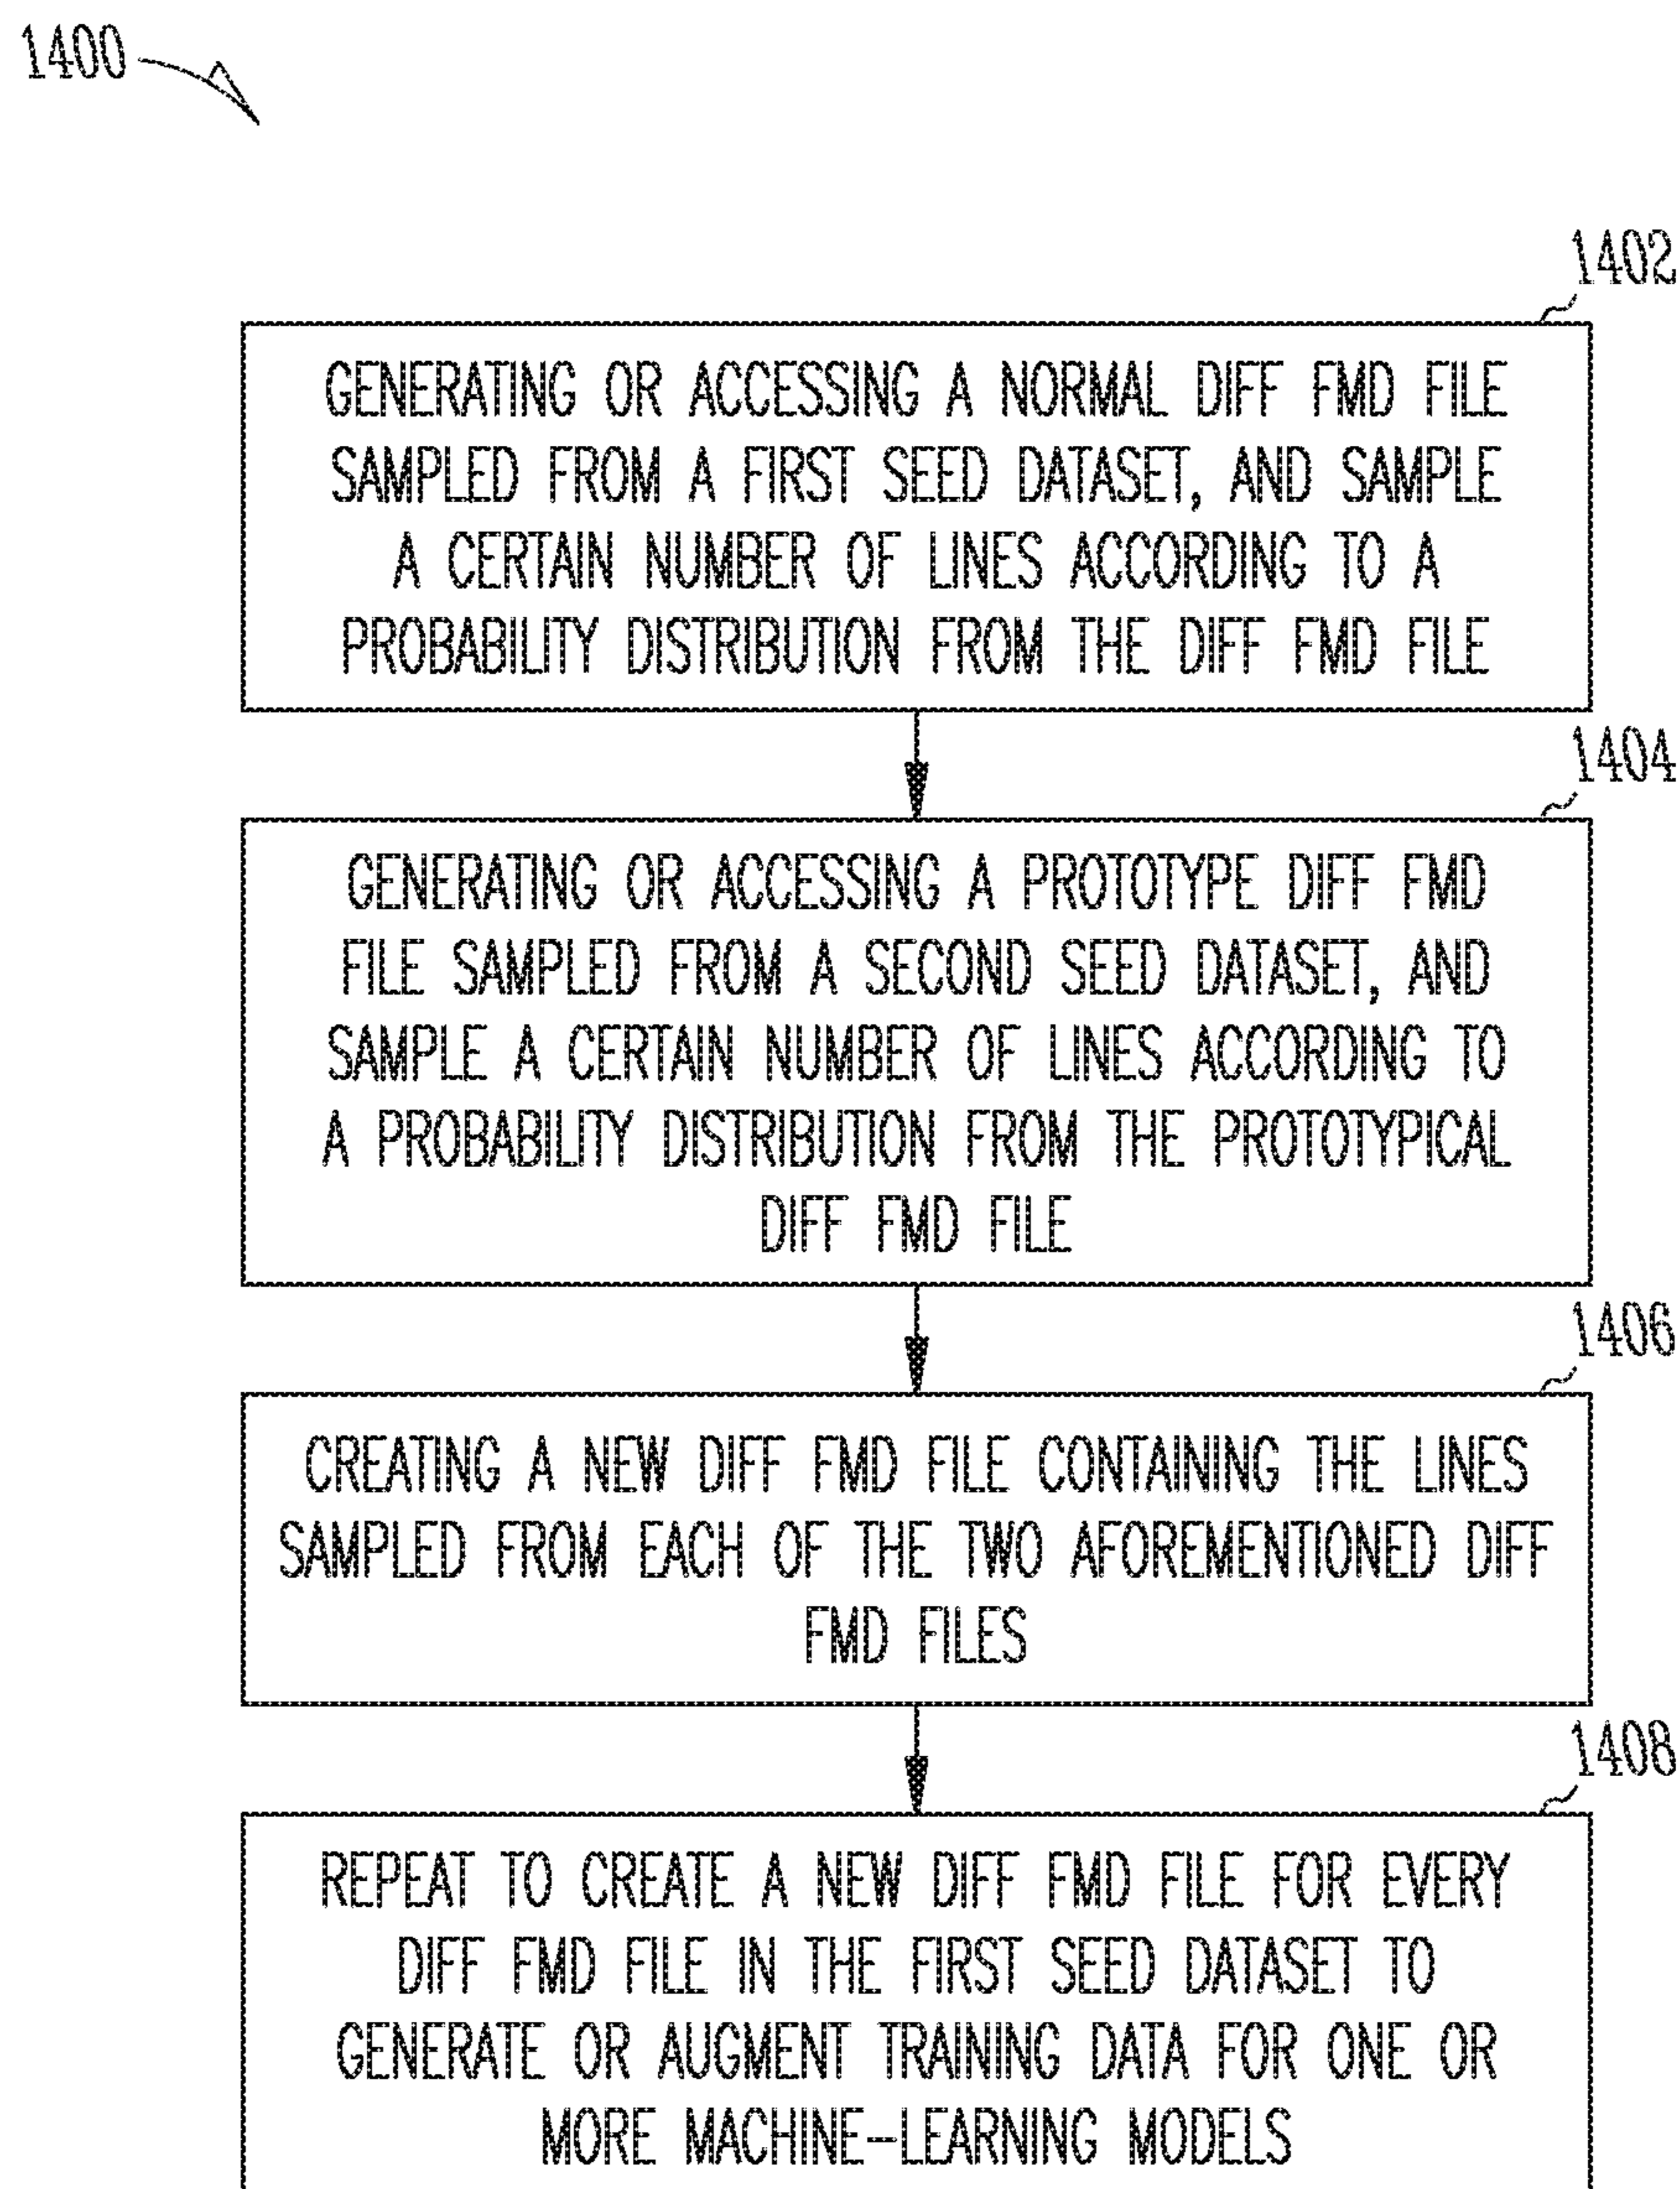 1400
1402
GENERATING OR ACCESSING A NORMAL DIFF FMD FILE
SAMPLED FROM A FIRST SEED DATASET, AND SAMPLE
A CERTAIN NUMBER OF LINES ACCORDING TO A
PROBABILITY DISTRIBUTION FROM THE DIFF FMD FILE
1404
GENERATING OR ACCESSING A PROTOTYPE DIFF FMD
FILE SAMPLED FROM A SECOND SEED DATASET, AND
SAMPLE A CERTAIN NUMBER OF LINES ACCORDING TO
A PROBABILITY DISTRIBUTION FROM THE PROTOTYPICAL
DIFF FMD FILE
1406
CREATING A NEW DIFF FMD FILE CONTAINING THE LINES
SAMPLED FROM EACH OF THE TWO AFOREMENTIONED DIFF
FMD FILES
1408
REPEAT TO CREATE A NEW DIFF FMD FILE FOR EVERY
DIFF FMD FILE IN THE FIRST SEED DATASET TO
GENERATE OR AUGMENT TRAINING DATA FOR ONE OR
MORE MACHINE-LEARNING MODELS